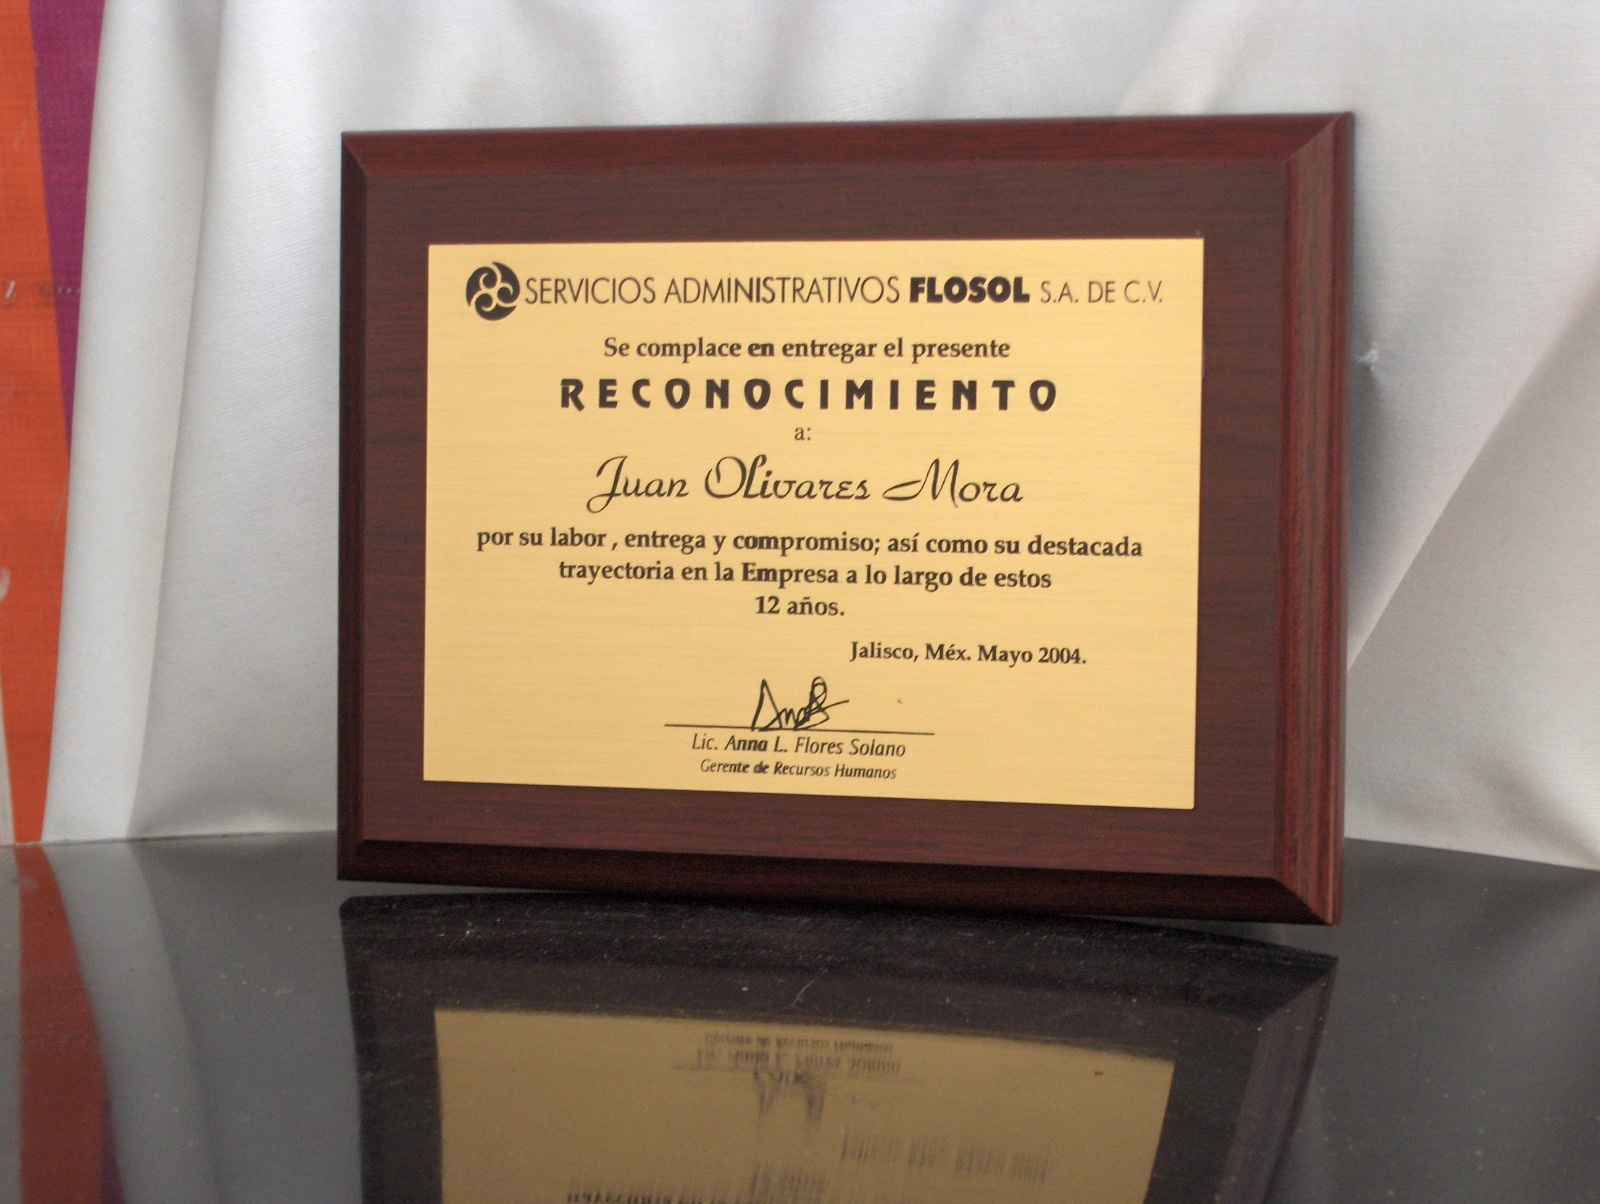 SERVICIOS ADMINISTRATIVOS FLOSOL S.A. DE C.V.
Se complace en entregar el presente
RECONOCIMIENTO
a:
Juan Olivares Mora
por su labor , entrega y compromiso; así como su destacada
trayectoria en la Empresa a lo largo de estos
12 años.
Jalisco, Méx. Mayo 2004.
Lic. Anna L. Flores Solano
Gerente de Recursos Humanos